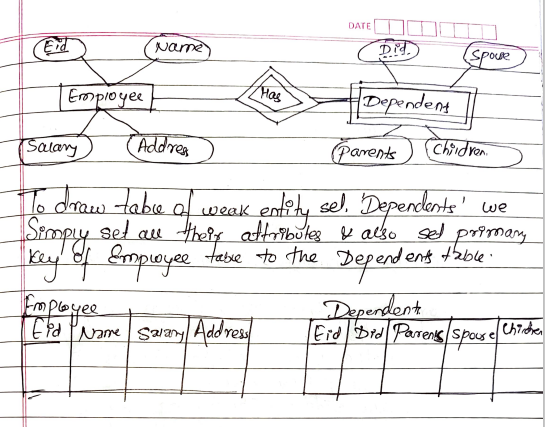 DATE
Eid
Name
Did
Spouse
Employee
Has
Dependent
Salary
Address
Parents
Children
To draw table of weak entity set. 'Dependents' we
Simply set all their attributes & also set primary
key of Employee table to the Dependent table.
Employee
Dependent
Eid Name Salary Address
Eid Did Parents Spouse Children